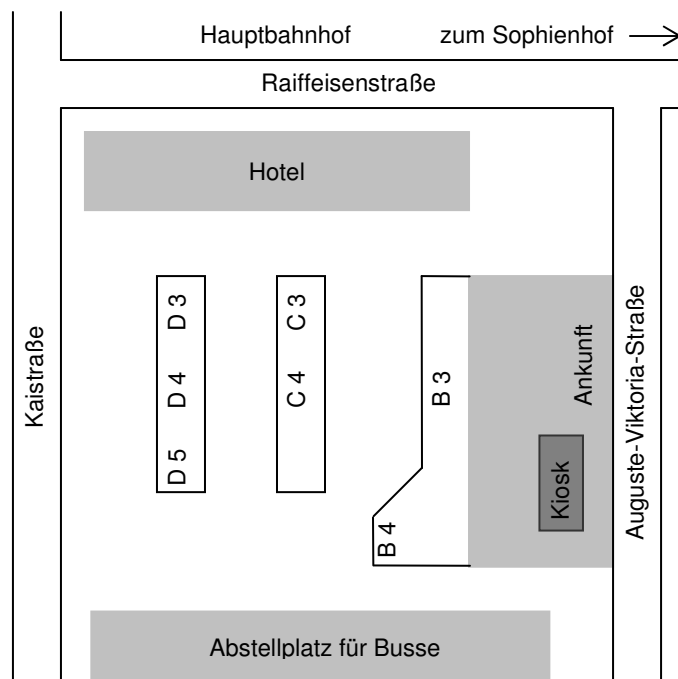 Hauptbahnhof
zum Sophienhof
Raiffeisenstraße
Hotel
Kaistraße
D 3
D 4
D 5
C 3
C 4
B 3
B 4
Ankunft
Kiosk
Auguste-Viktoria-Straße
Abstellplatz für Busse